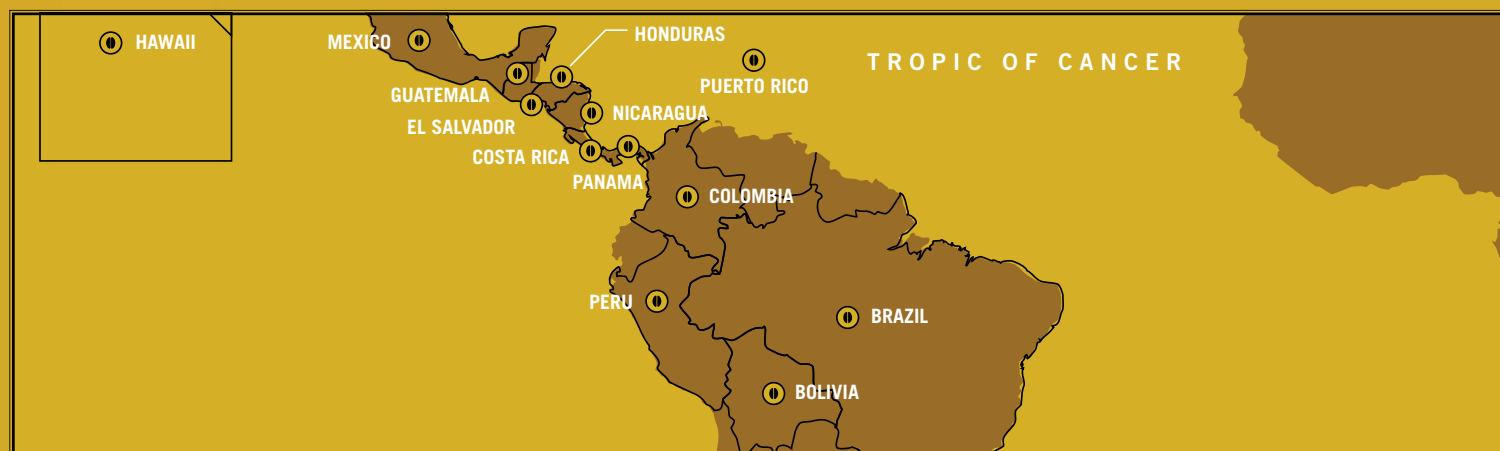 HAWAII
MEXICO
HONDURAS
TROPIC OF CANCER
PUERTO RICO
GUATEMALA
NICARAGUA
EL SALVADOR
COSTA RICA
PANAMA
COLOMBIA
PERU
BRAZIL
BOLIVIA